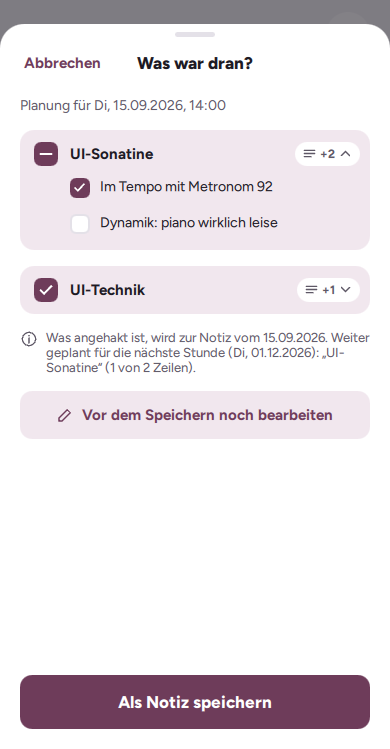 Abbrechen
Was war dran?
Planung für Di, 15.09.2026, 14:00
UI-Sonatine
+2
Im Tempo mit Metronom 92
Dynamik: piano wirklich leise
UI-Technik
+1
Was angehakt ist, wird zur Notiz vom 15.09.2026. Weiter
geplant für die nächste Stunde (Di, 01.12.2026): „UI-
Sonatine“ (1 von 2 Zeilen).
Vor dem Speichern noch bearbeiten
Als Notiz speichern